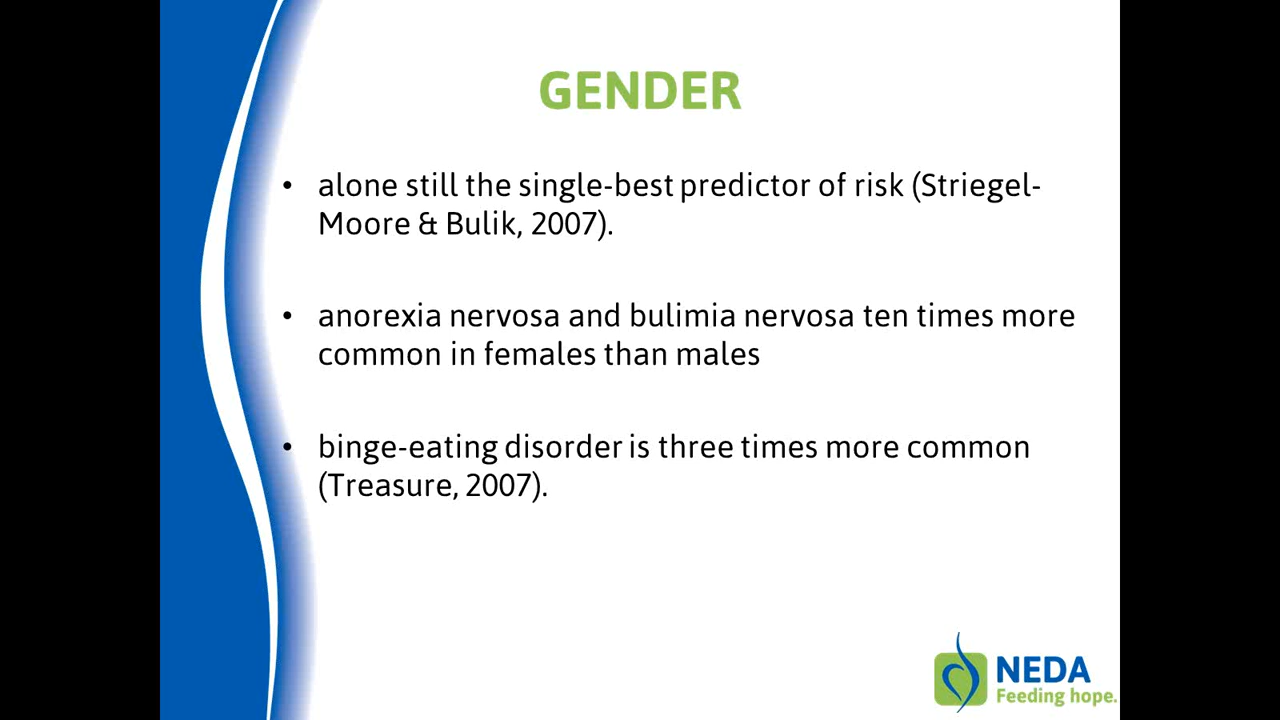 GENDER
• alone still the single-best predictor of risk (Striegel-
Moore & Bulik, 2007).
• anorexia nervosa and bulimia nervosa ten times more
common in females than males
• binge-eating disorder is three times more common
(Treasure, 2007).
NEDA
Feeding hope.